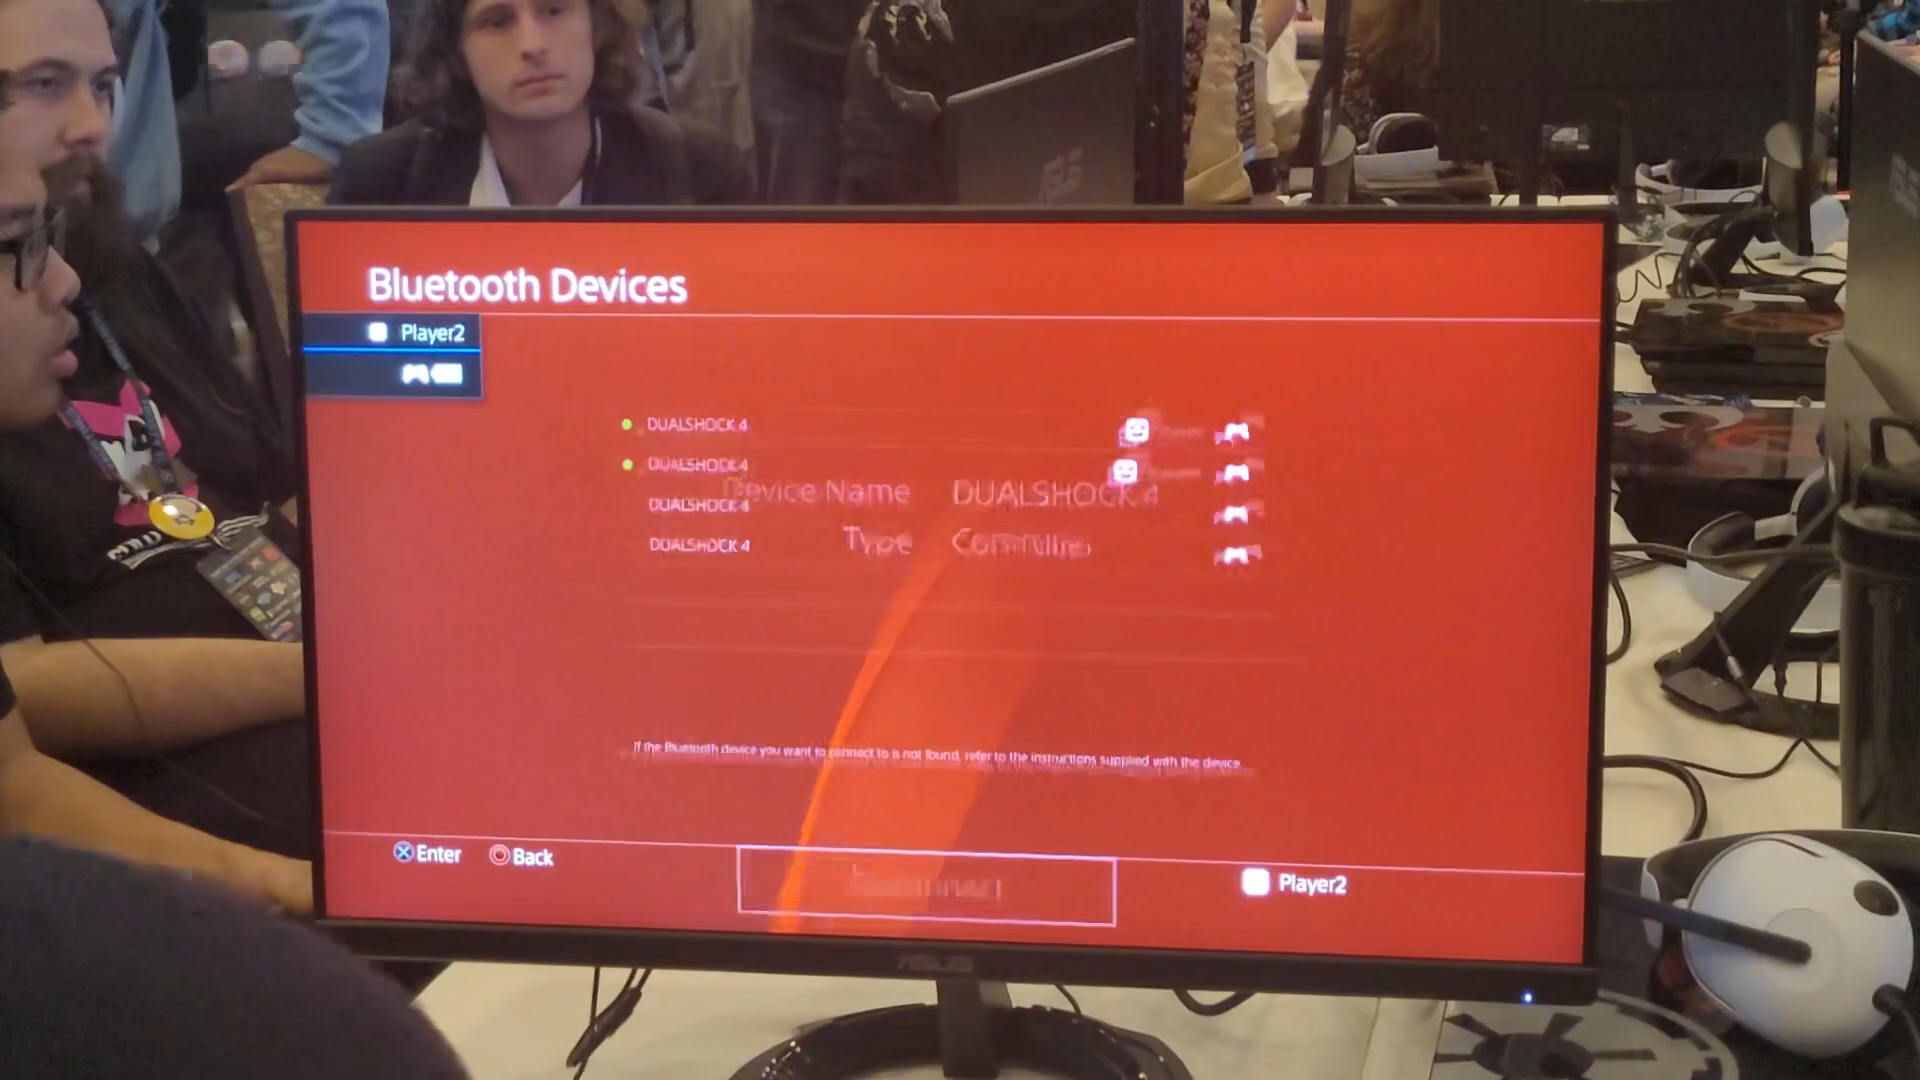 Bluetooth Devices
Player2
DUALSHOCK 4
DUALSHOCK 4
Device Name DUALSHOCK 4
DUALSHOCK 4
Type
DUALSHOCK 4
If the Bluetooth device you want to connect to is not found, refer to the instructions supplied with the device.
Enter Back
Player2
ASUS